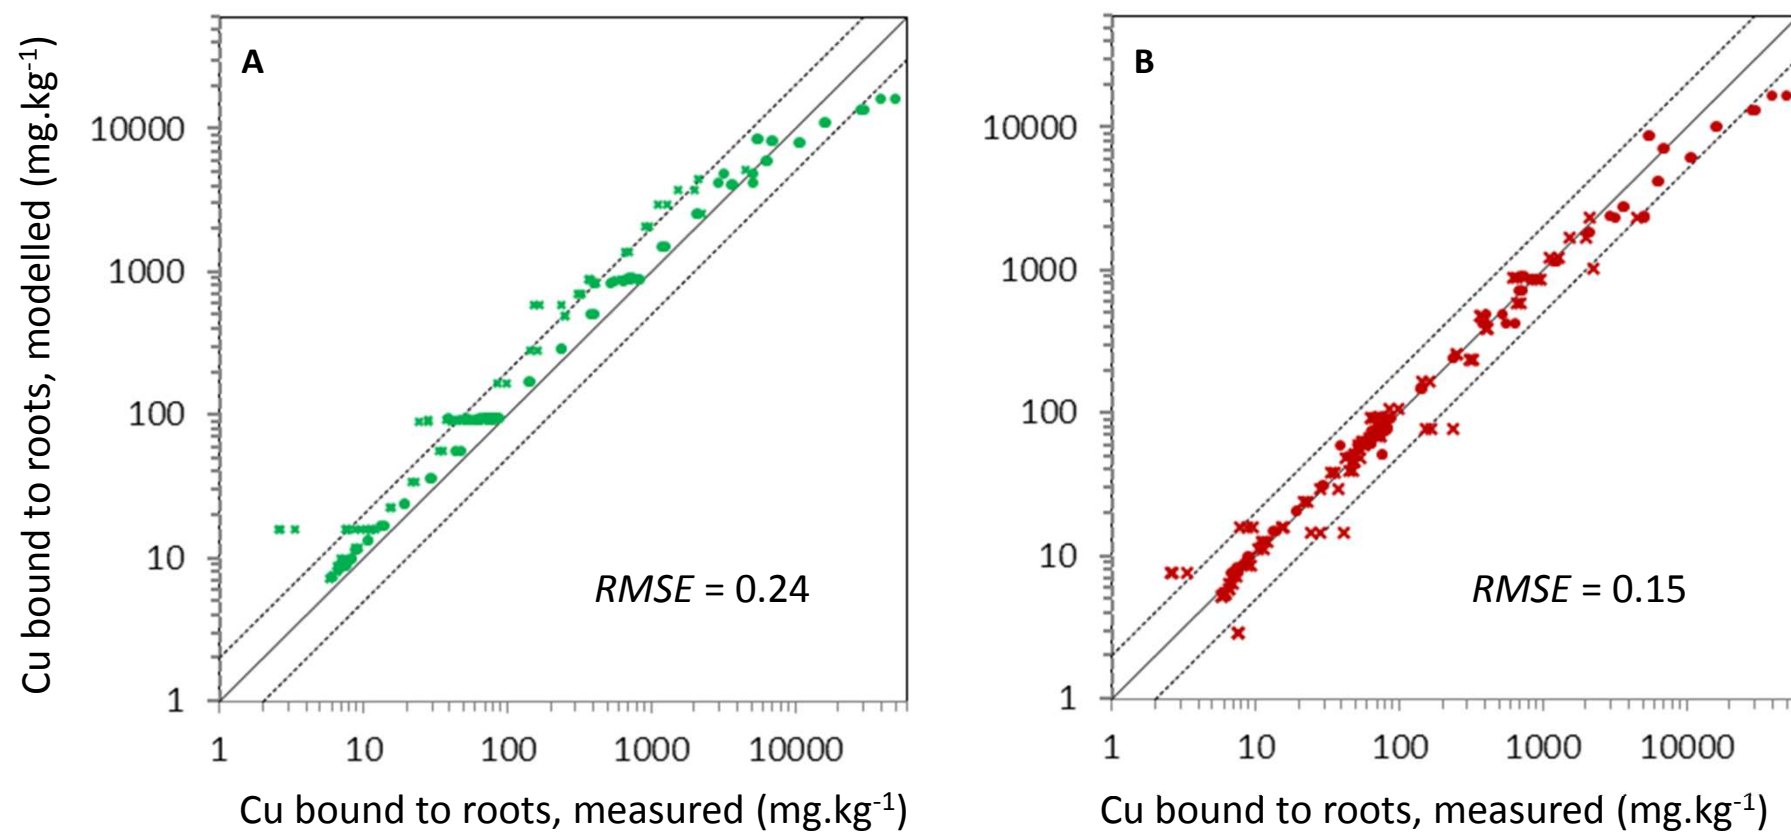 Cu bound to roots, modelled (mg.kg⁻¹)
A
10000
1000
100
10
1
RMSE = 0.24
1 10 100 1000 10000
Cu bound to roots, measured (mg.kg⁻¹)
B
10000
1000
100
10
1
RMSE = 0.15
1 10 100 1000 10000
Cu bound to roots, measured (mg.kg⁻¹)